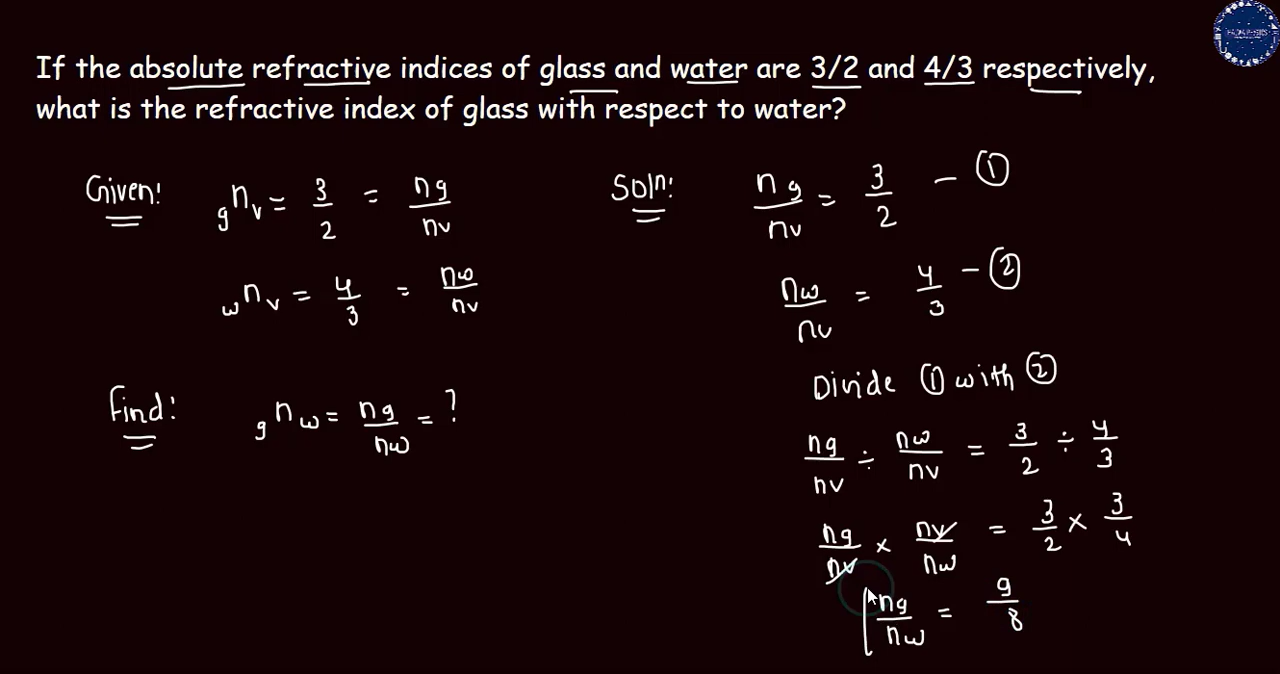 If the absolute refractive indices of glass and water are 3/2 and 4/3 respectively,
what is the refractive index of glass with respect to water?
Given:
gnv = 3/2 = ng/nv
wnv = 4/3 = nw/nv
Find:
gnw = ng/nw = ?
Soln:
ng/nv = 3/2 - ①
nw/nv = 4/3 - ②
Divide ① with ②
ng/nv ÷ nw/nv = 3/2 ÷ 4/3
ng/nv × nv/nw = 3/2 × 3/4
ng/nw = 9/8